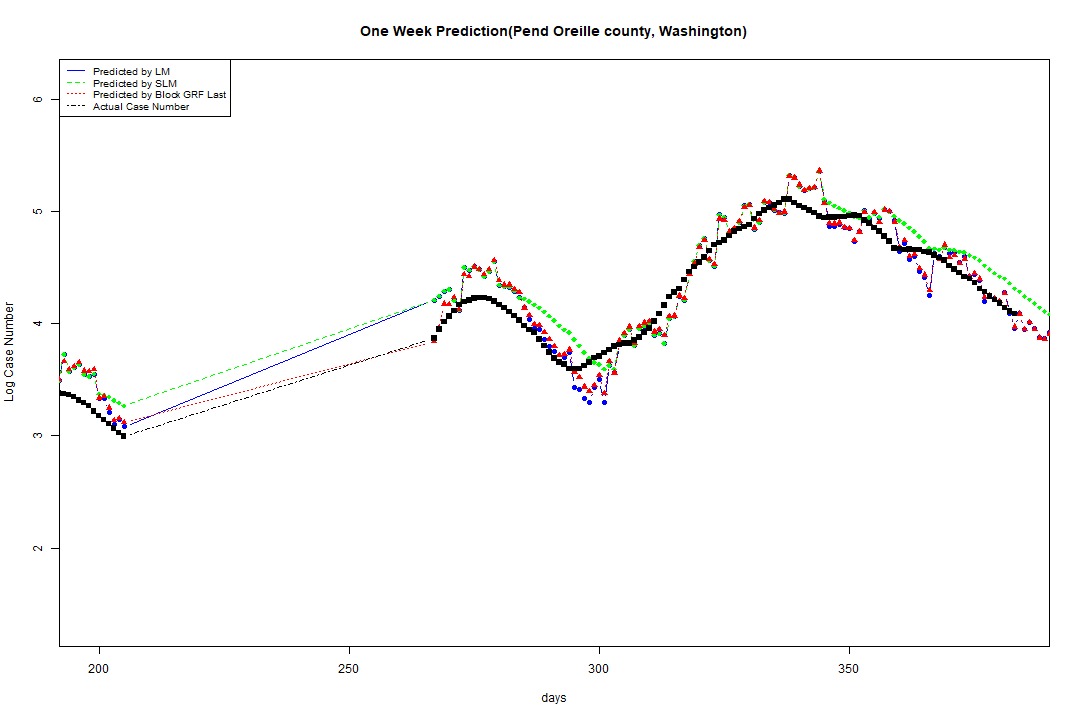 One Week Prediction(Pend Oreille county, Washington)
Predicted by LM
Predicted by SLM
Predicted by Block GRF Last
Actual Case Number
6
5
4
3
2
Log Case Number
200 250 300 350
days